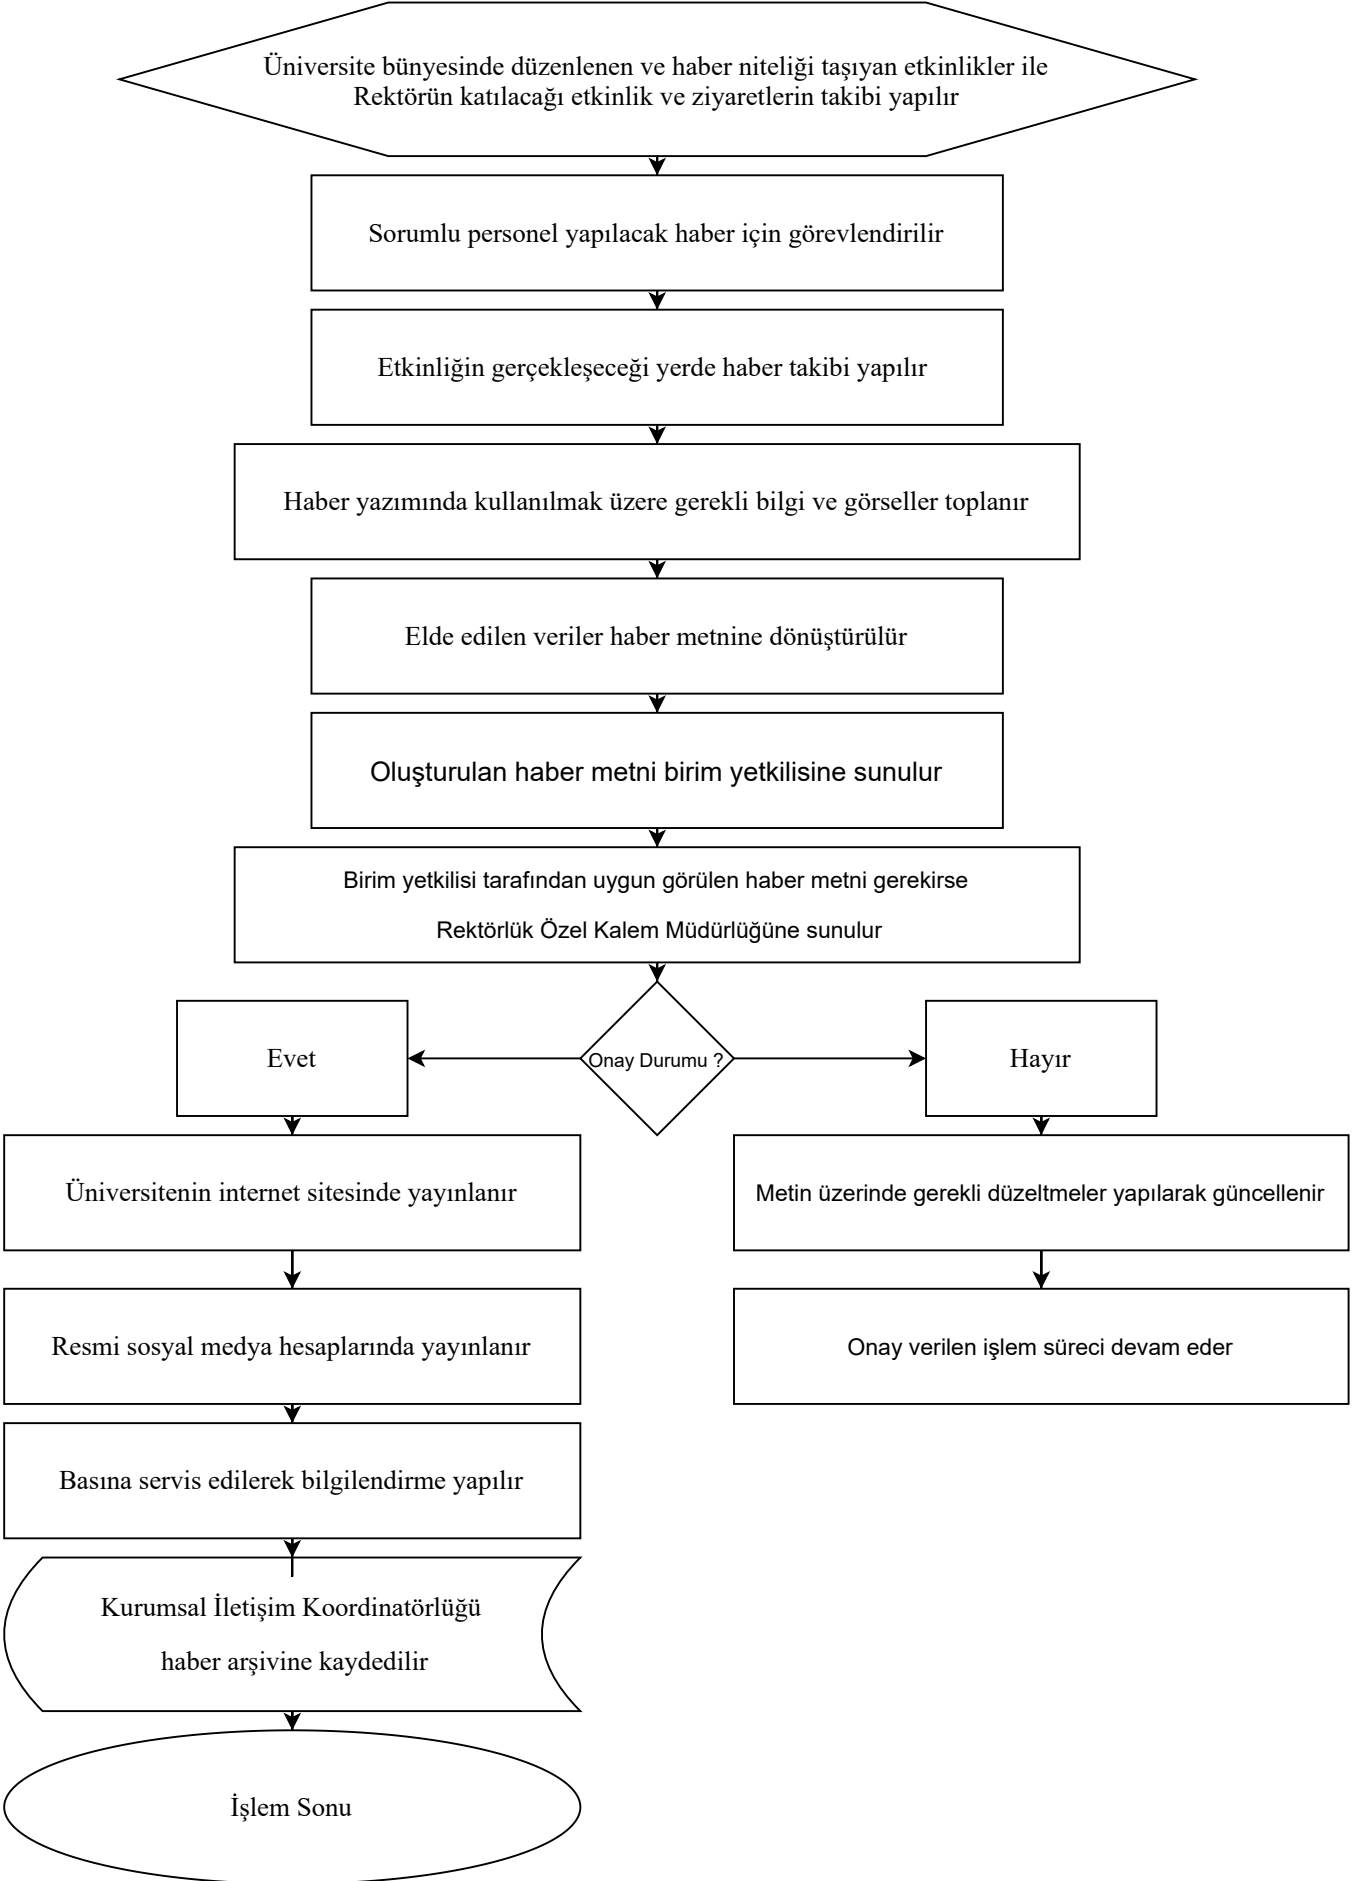 Üniversite bünyesinde düzenlenen ve haber niteliği taşıyan etkinlikler ile
Rektörün katılacağı etkinlik ve ziyaretlerin takibi yapılır
Sorumlu personel yapılacak haber için görevlendirilir
Etkinliğin gerçekleşeceği yerde haber takibi yapılır
Haber yazımında kullanılmak üzere gerekli bilgi ve görseller toplanır
Elde edilen veriler haber metnine dönüştürülür
Oluşturulan haber metni birim yetkilisine sunulur
Birim yetkilisi tarafından uygun görülen haber metni gerekirse
Rektörlük Özel Kalem Müdürlüğüne sunulur
Onay Durumu ?
Evet
Hayır
Üniversitenin internet sitesinde yayınlanır
Metin üzerinde gerekli düzeltmeler yapılarak güncellenir
Resmi sosyal medya hesaplarında yayınlanır
Onay verilen işlem süreci devam eder
Basına servis edilerek bilgilendirme yapılır
Kurumsal İletişim Koordinatörlüğü
haber arşivine kaydedilir
İşlem Sonu